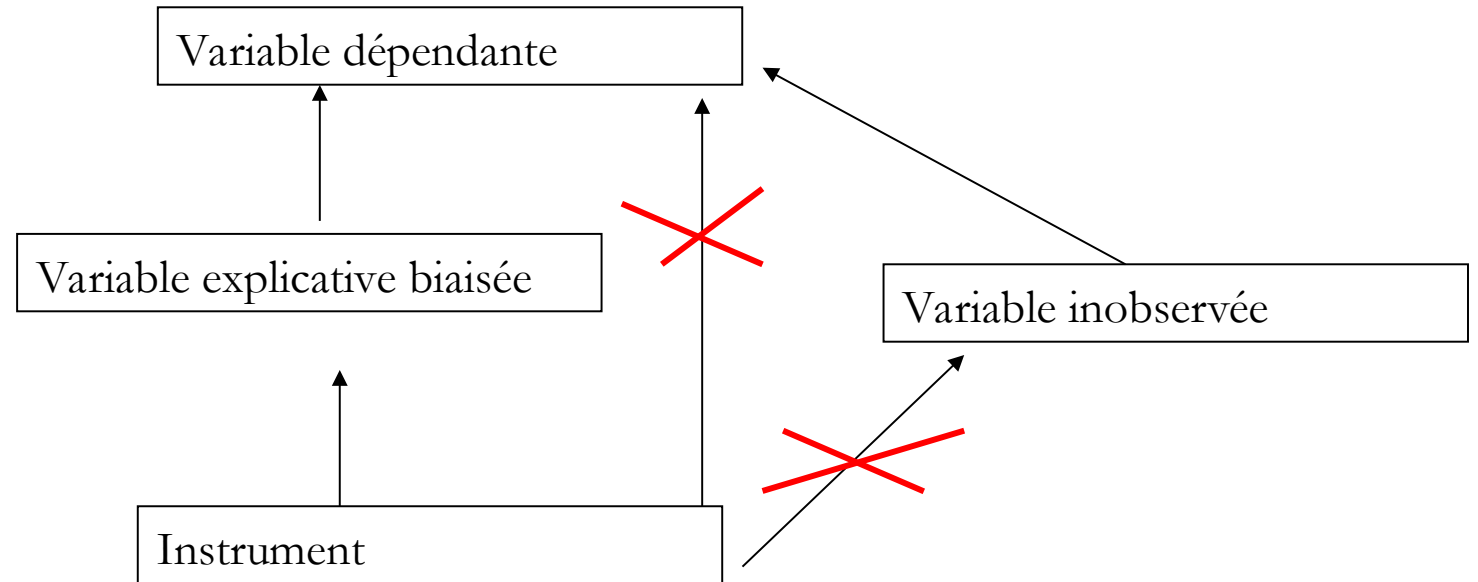 Variable dépendante
Variable explicative biaisée
Variable inobservée
Instrument